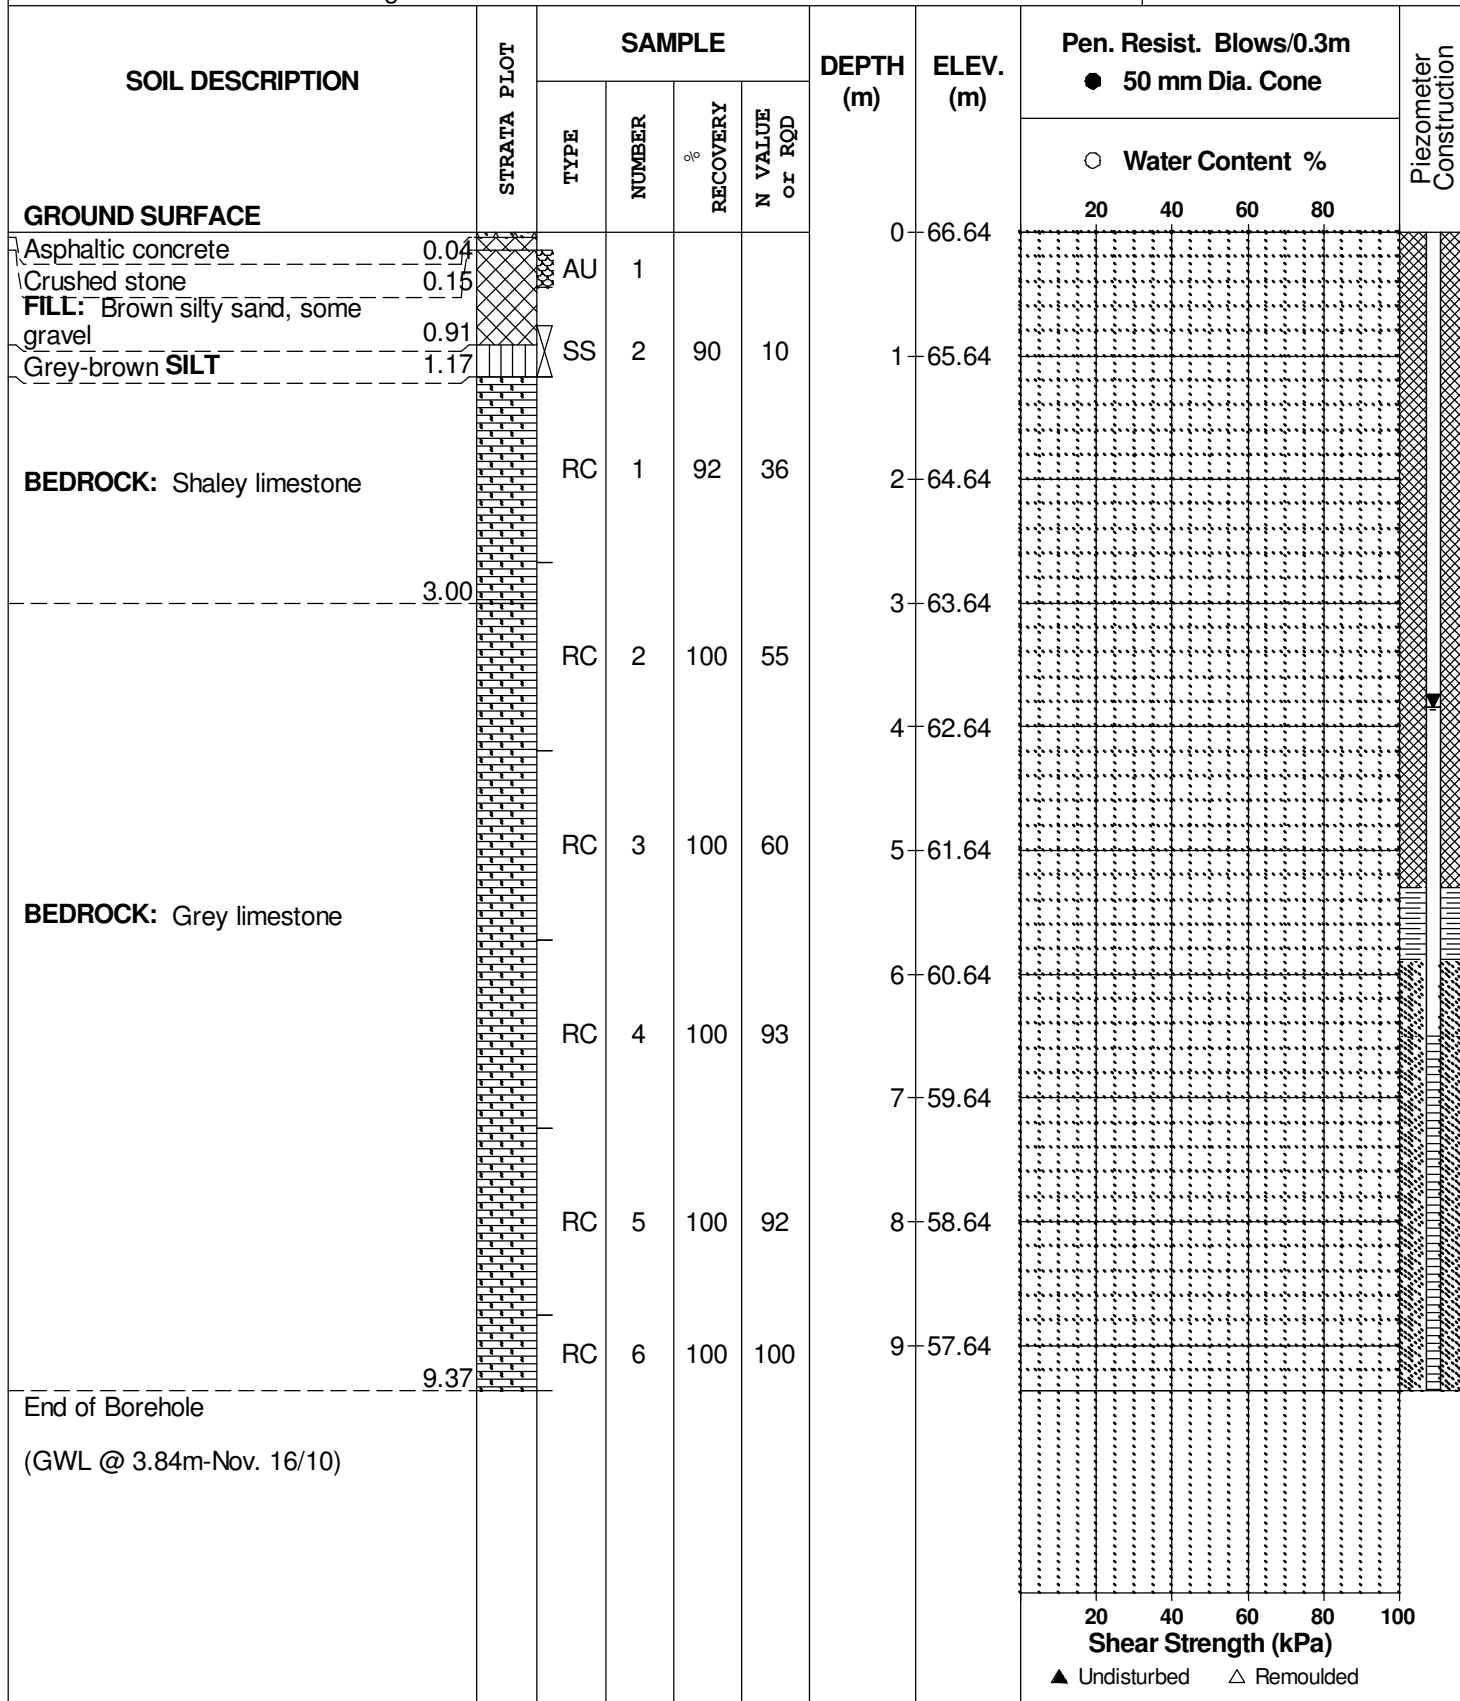 SOIL DESCRIPTION
STRATA PLOT
SAMPLE
TYPE
NUMBER
% RECOVERY
N VALUE or RQD
DEPTH (m)
ELEV. (m)
Pen. Resist. Blows/0.3m
● 50 mm Dia. Cone
○ Water Content %
Piezometer Construction
20 40 60 80
GROUND SURFACE
0 66.64
Asphaltic concrete 0.04
AU 1
Crushed stone 0.15
FILL: Brown silty sand, some
gravel 0.91
SS 2 90 10
1 65.64
Grey-brown SILT 1.17
RC 1 92 36
BEDROCK: Shaley limestone
2 64.64
3.00
3 63.64
RC 2 100 55
4 62.64
RC 3 100 60
5 61.64
BEDROCK: Grey limestone
6 60.64
RC 4 100 93
7 59.64
RC 5 100 92
8 58.64
RC 6 100 100
9 57.64
9.37
End of Borehole
(GWL @ 3.84m-Nov. 16/10)
20 40 60 80 100
Shear Strength (kPa)
▲ Undisturbed △ Remoulded